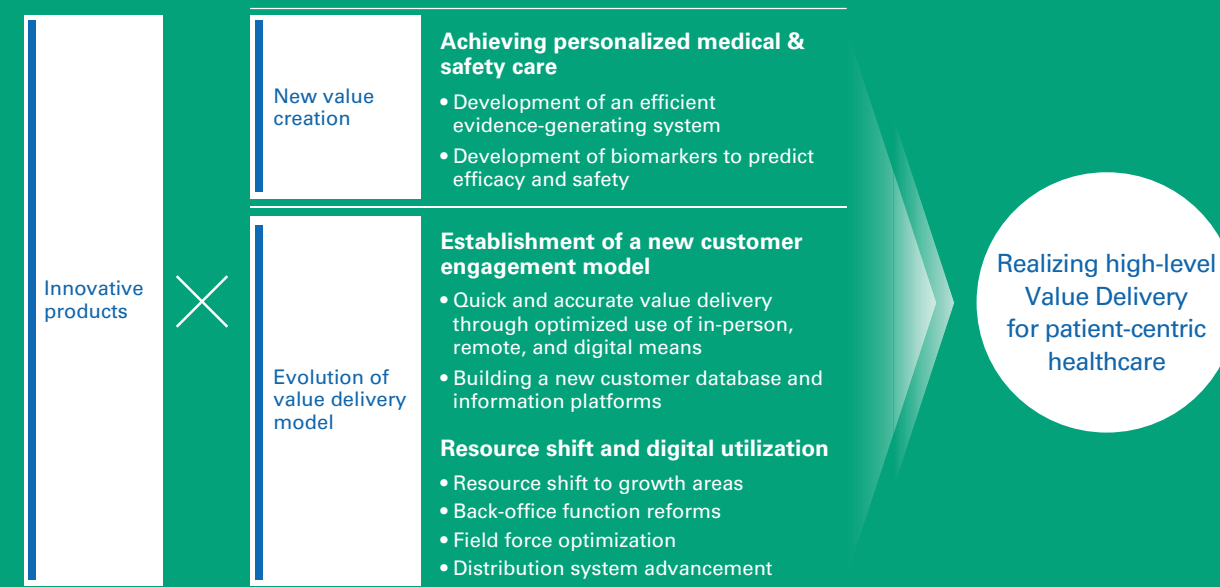 Innovative
products
New value
creation
Achieving personalized medical &
safety care
• Development of an efficient
evidence-generating system
• Development of biomarkers to predict
efficacy and safety
Evolution of
value delivery
model
Establishment of a new customer
engagement model
• Quick and accurate value delivery
through optimized use of in-person,
remote, and digital means
• Building a new customer database and
information platforms
Resource shift and digital utilization
• Resource shift to growth areas
• Back-office function reforms
• Field force optimization
• Distribution system advancement
Realizing high-level
Value Delivery
for patient-centric
healthcare